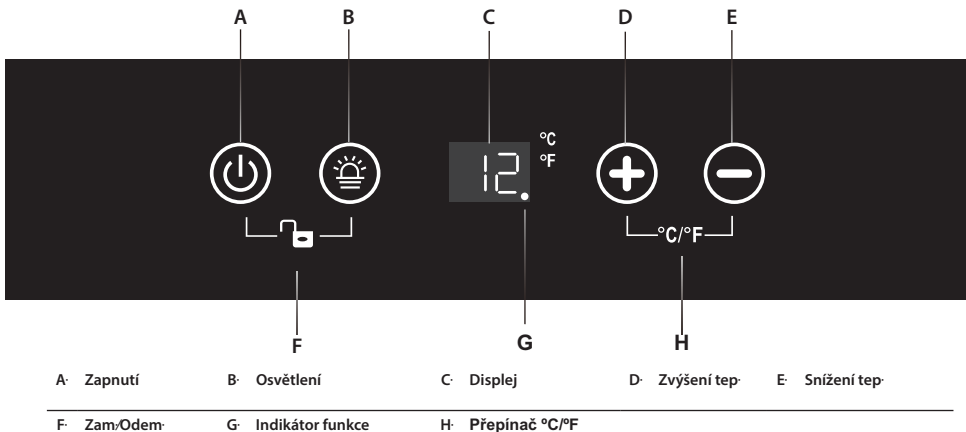 A B C D E
°C
°F
12.
°C/°F
F G H
A· Zapnutí B· Osvětlení C· Displej D· Zvýšení tep· E· Snížení tep·
F· Zam/Odem· G· Indikátor funkce H· Přepínač °C/°F